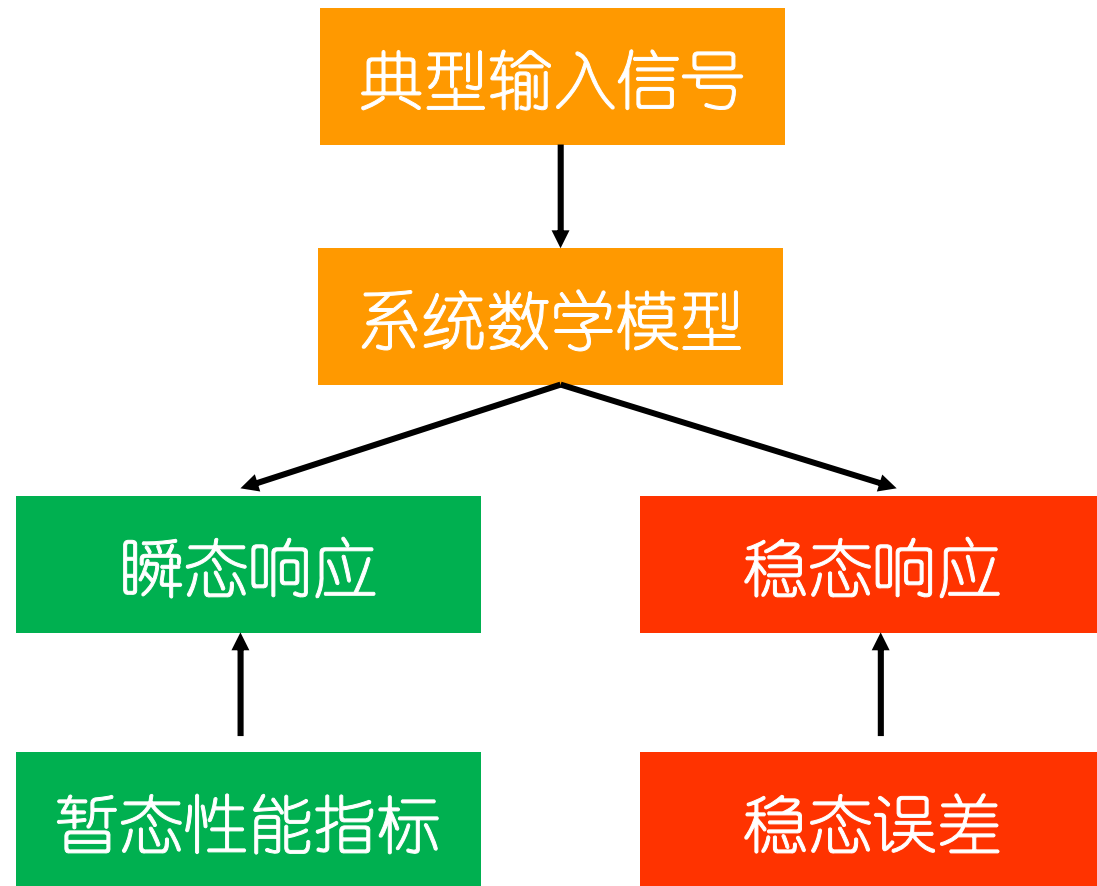 典型输入信号
系统数学模型
瞬态响应
稳态响应
暂态性能指标
稳态误差